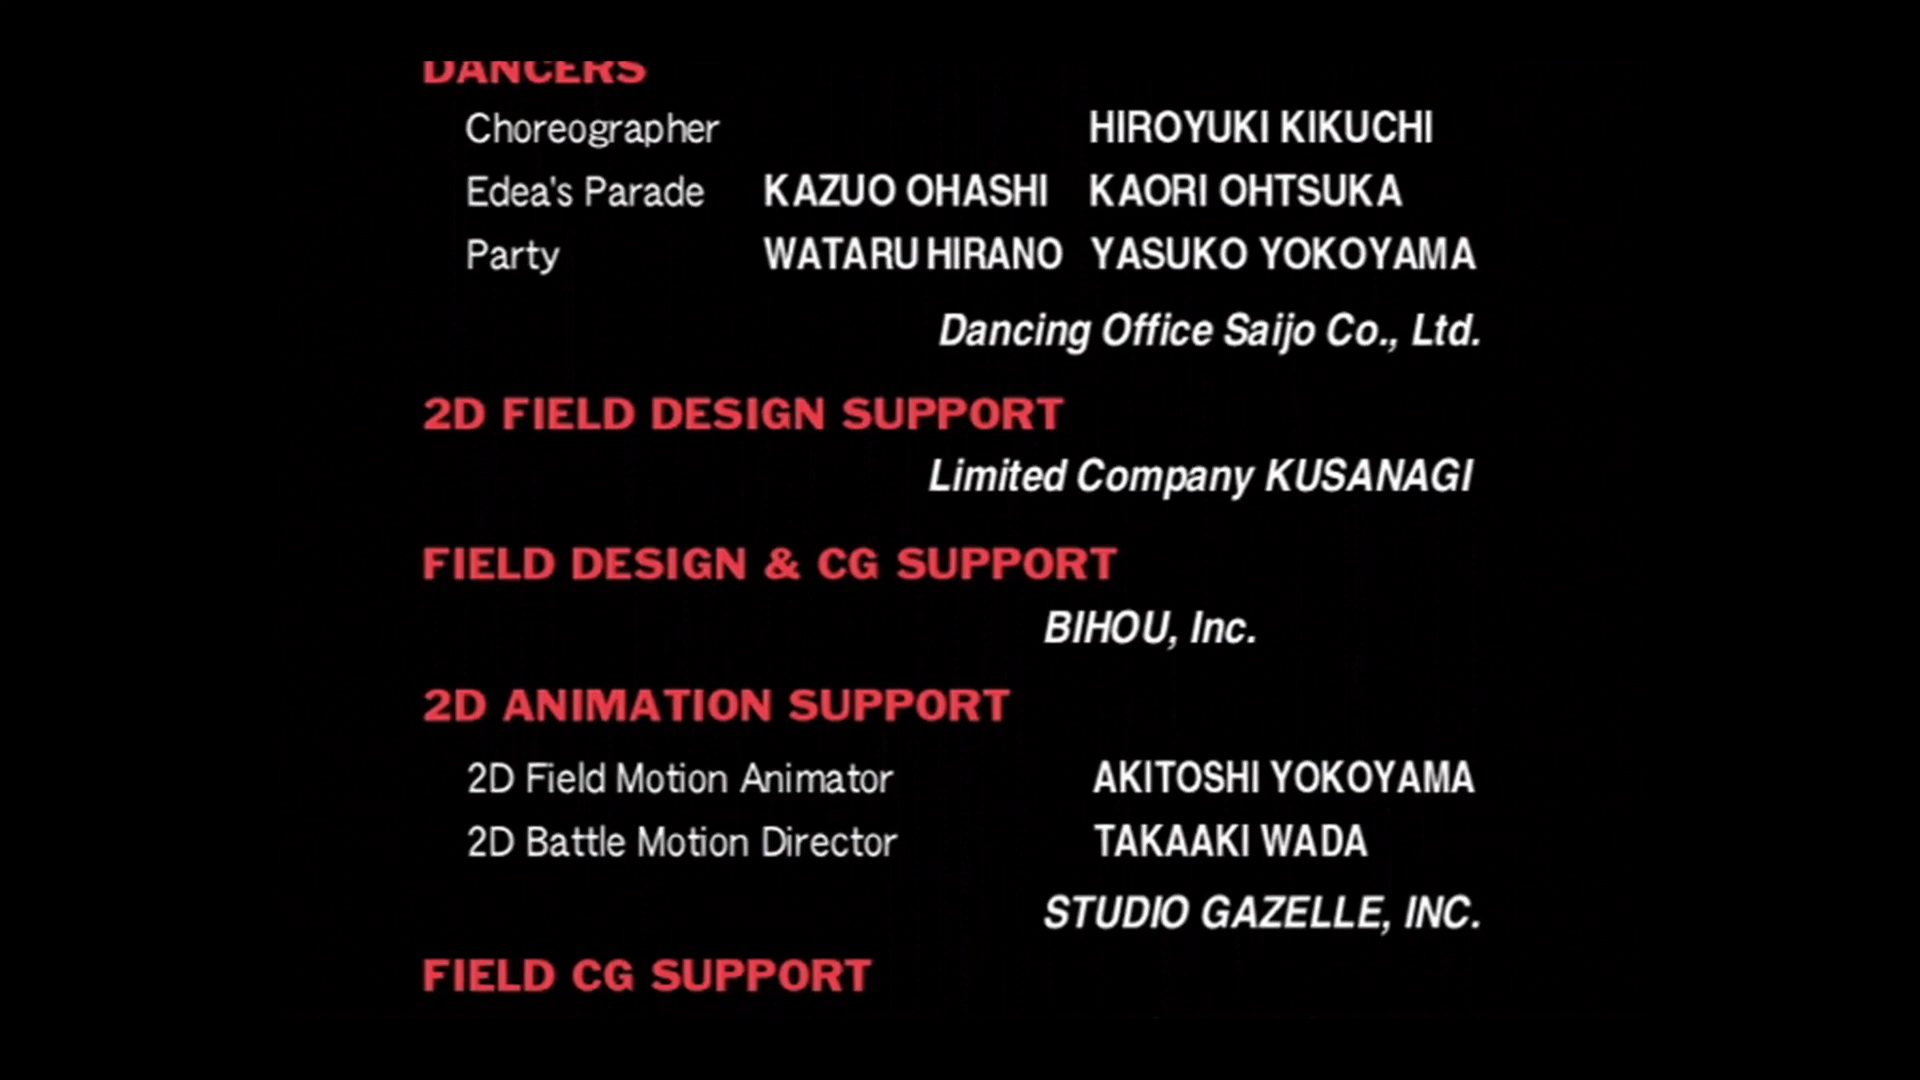 DANCERS
Choreographer HIROYUKI KIKUCHI
Edea's Parade KAZUO OHASHI KAORI OHTSUKA
Party WATARU HIRANO YASUKO YOKOYAMA
Dancing Office Saijo Co., Ltd.
2D FIELD DESIGN SUPPORT
Limited Company KUSANAGI
FIELD DESIGN & CG SUPPORT
BIHOU, Inc.
2D ANIMATION SUPPORT
2D Field Motion Animator AKITOSHI YOKOYAMA
2D Battle Motion Director TAKAAKI WADA
STUDIO GAZELLE, INC.
FIELD CG SUPPORT